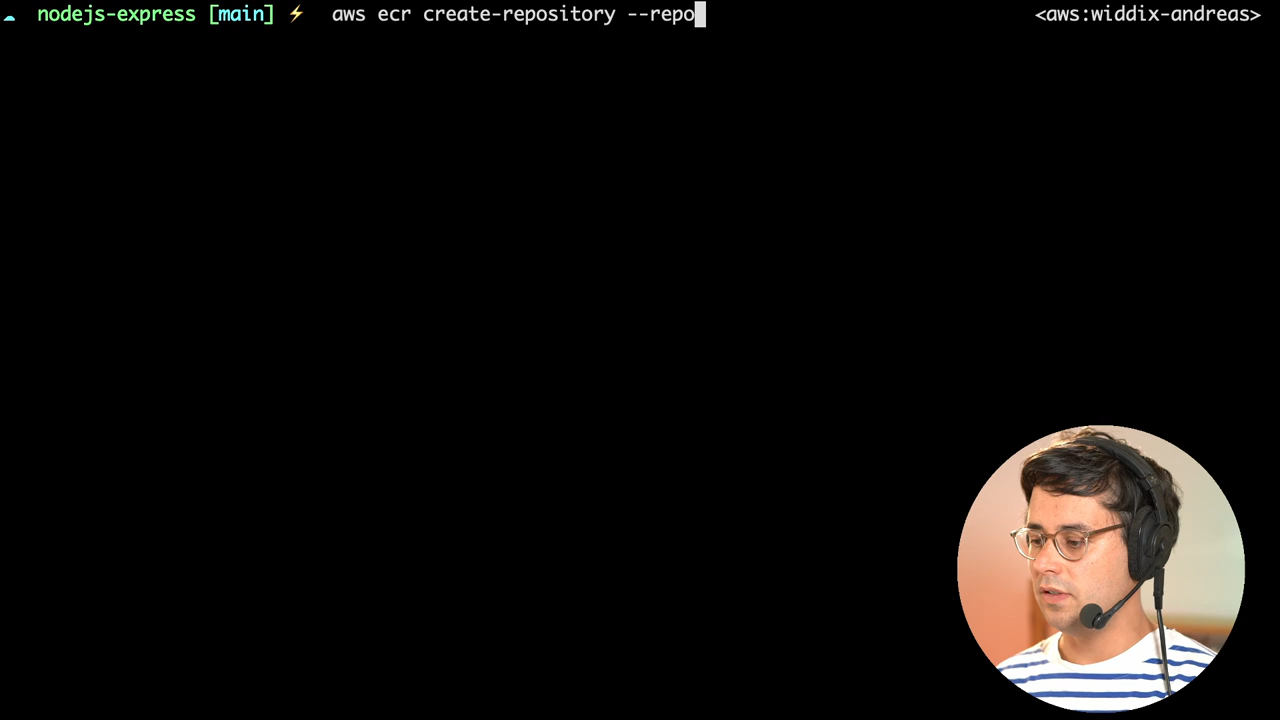 nodejs-express [main] ⚡ aws ecr create-repository --repo
<aws:widdix-andreas>